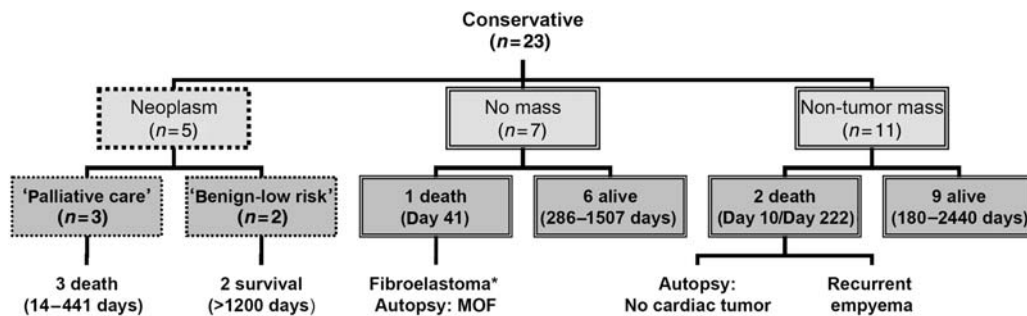 Conservative
(n=23)
Neoplasm
(n=5)
No mass
(n=7)
Non-tumor mass
(n=11)
'Palliative care'
(n=3)
'Benign-low risk'
(n=2)
1 death
(Day 41)
6 alive
(286–1507 days)
2 death
(Day 10/Day 222)
9 alive
(180–2440 days)
3 death
(14–441 days)
2 survival
(>1200 days)
Fibroelastoma*
Autopsy: MOF
Autopsy:
No cardiac tumor
Recurrent
empyema